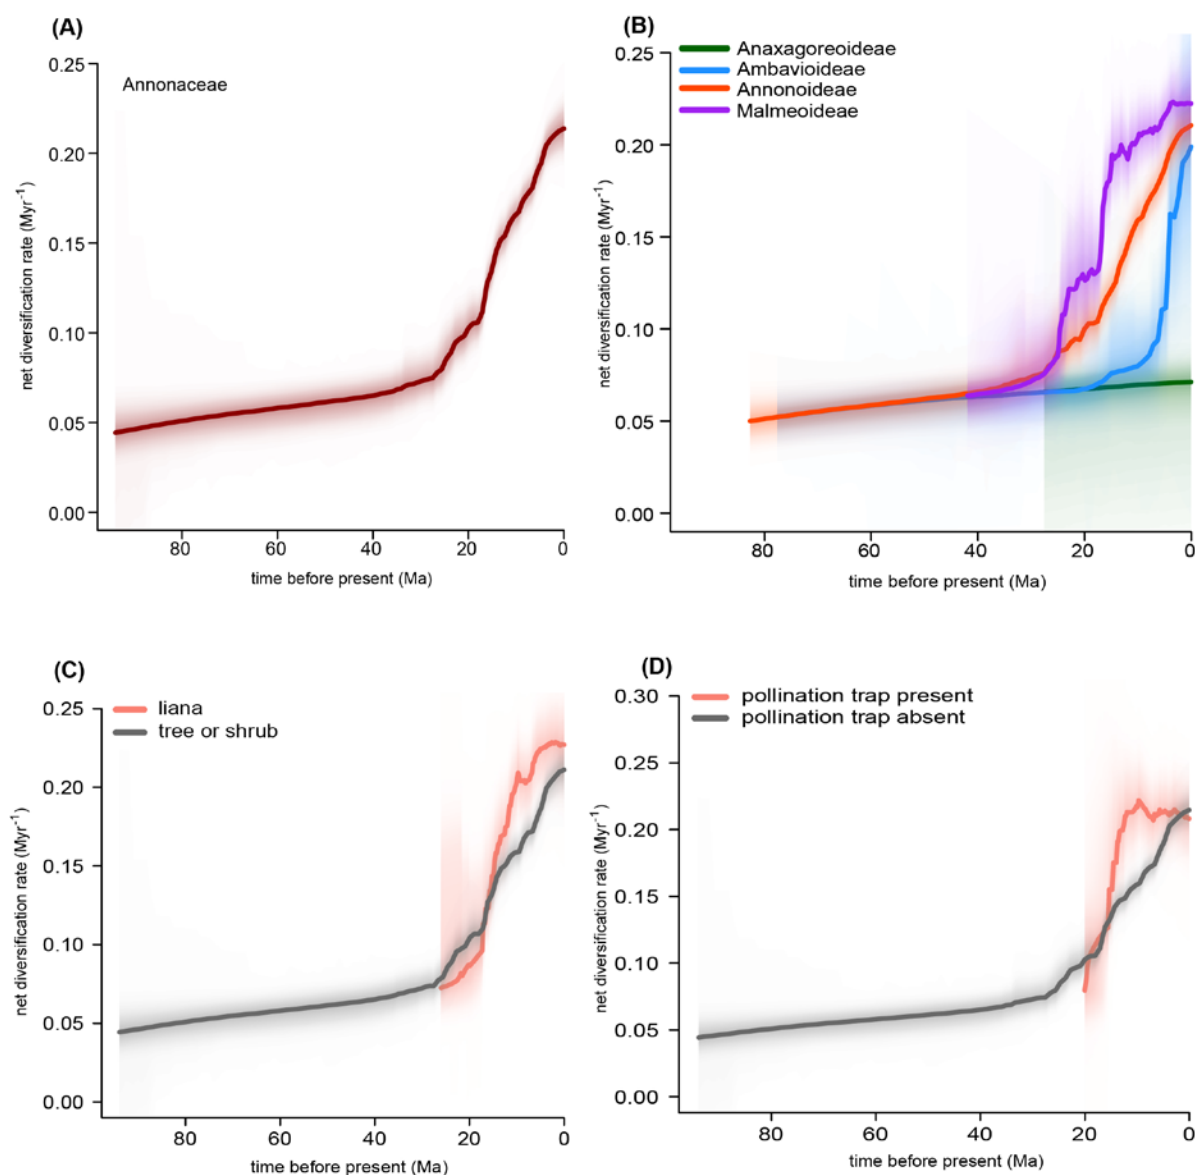 (A)
Annonaceae
0.25
0.20
0.15
0.10
0.05
0.00
net diversification rate (Myr⁻¹)
80 60 40 20 0
time before present (Ma)
(B)
Anaxagoreoideae
Ambavioideae
Annonoideae
Malmeoideae
0.25
0.20
0.15
0.10
0.05
0.00
net diversification rate (Myr⁻¹)
80 60 40 20 0
time before present (Ma)
(C)
liana
tree or shrub
0.25
0.20
0.15
0.10
0.05
0.00
net diversification rate (Myr⁻¹)
80 60 40 20 0
time before present (Ma)
(D)
pollination trap present
pollination trap absent
0.30
0.25
0.20
0.15
0.10
0.05
0.00
net diversification rate (Myr⁻¹)
80 60 40 20 0
time before present (Ma)